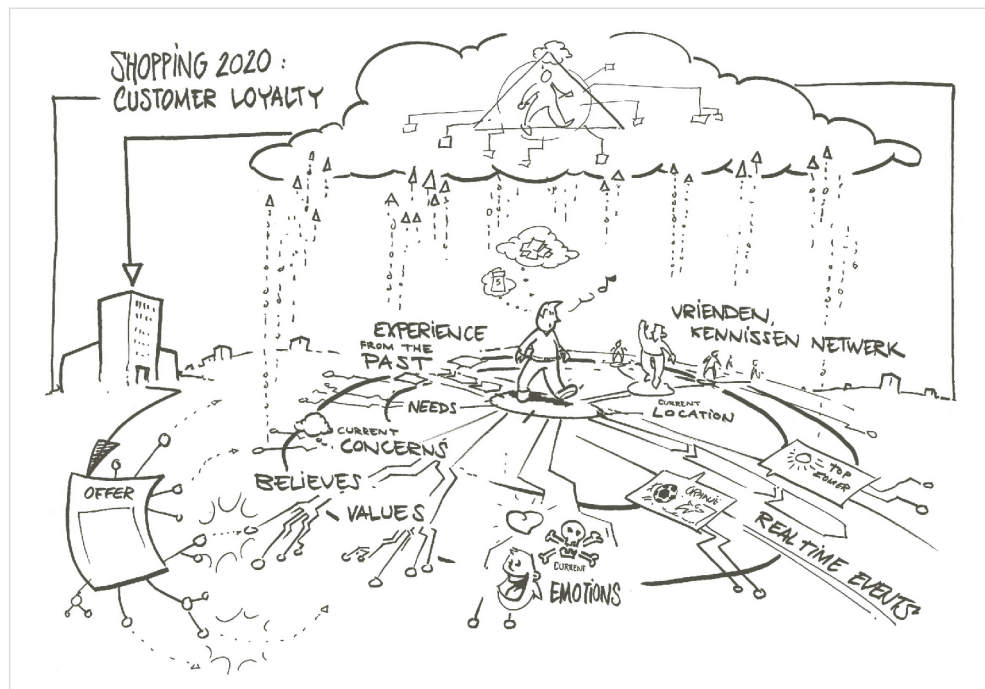 SHOPPING 2020 :
CUSTOMER LOYALTY
EXPERIENCE
FROM THE
PAST
VRIENDEN,
KENNISSEN NETWERK
NEEDS
CURRENT
LOCATION
CURRENT
CONCERNS
BELIEVES
VALUES
OFFER
= TOP
ZOMER
ORANJE
REAL TIME EVENTS
CURRENT
EMOTIONS